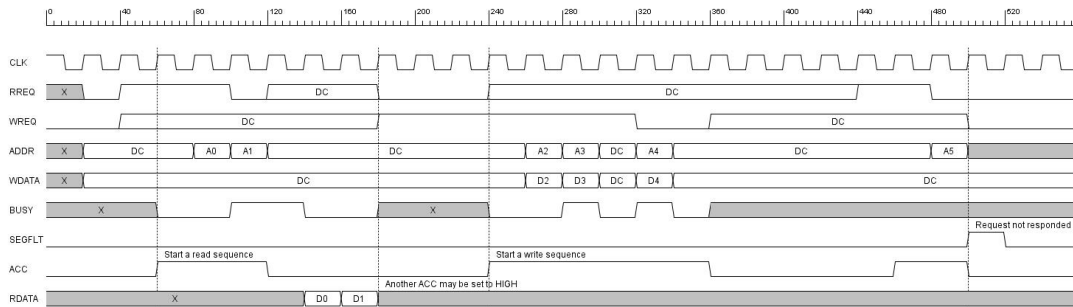 0 40 80 120 160 200 240 280 320 360 400 440 480 520
CLK
RREQ X DC DC
WREQ DC DC
ADDR X DC A0 A1 DC A2 A3 DC A4 DC A5
WDATA X DC D2 D3 DC D4 DC
BUSY X X
Request not responded
SEGFLT
Start a read sequence Start a write sequence
ACC
Another ACC may be set to HIGH
RDATA X D0 D1